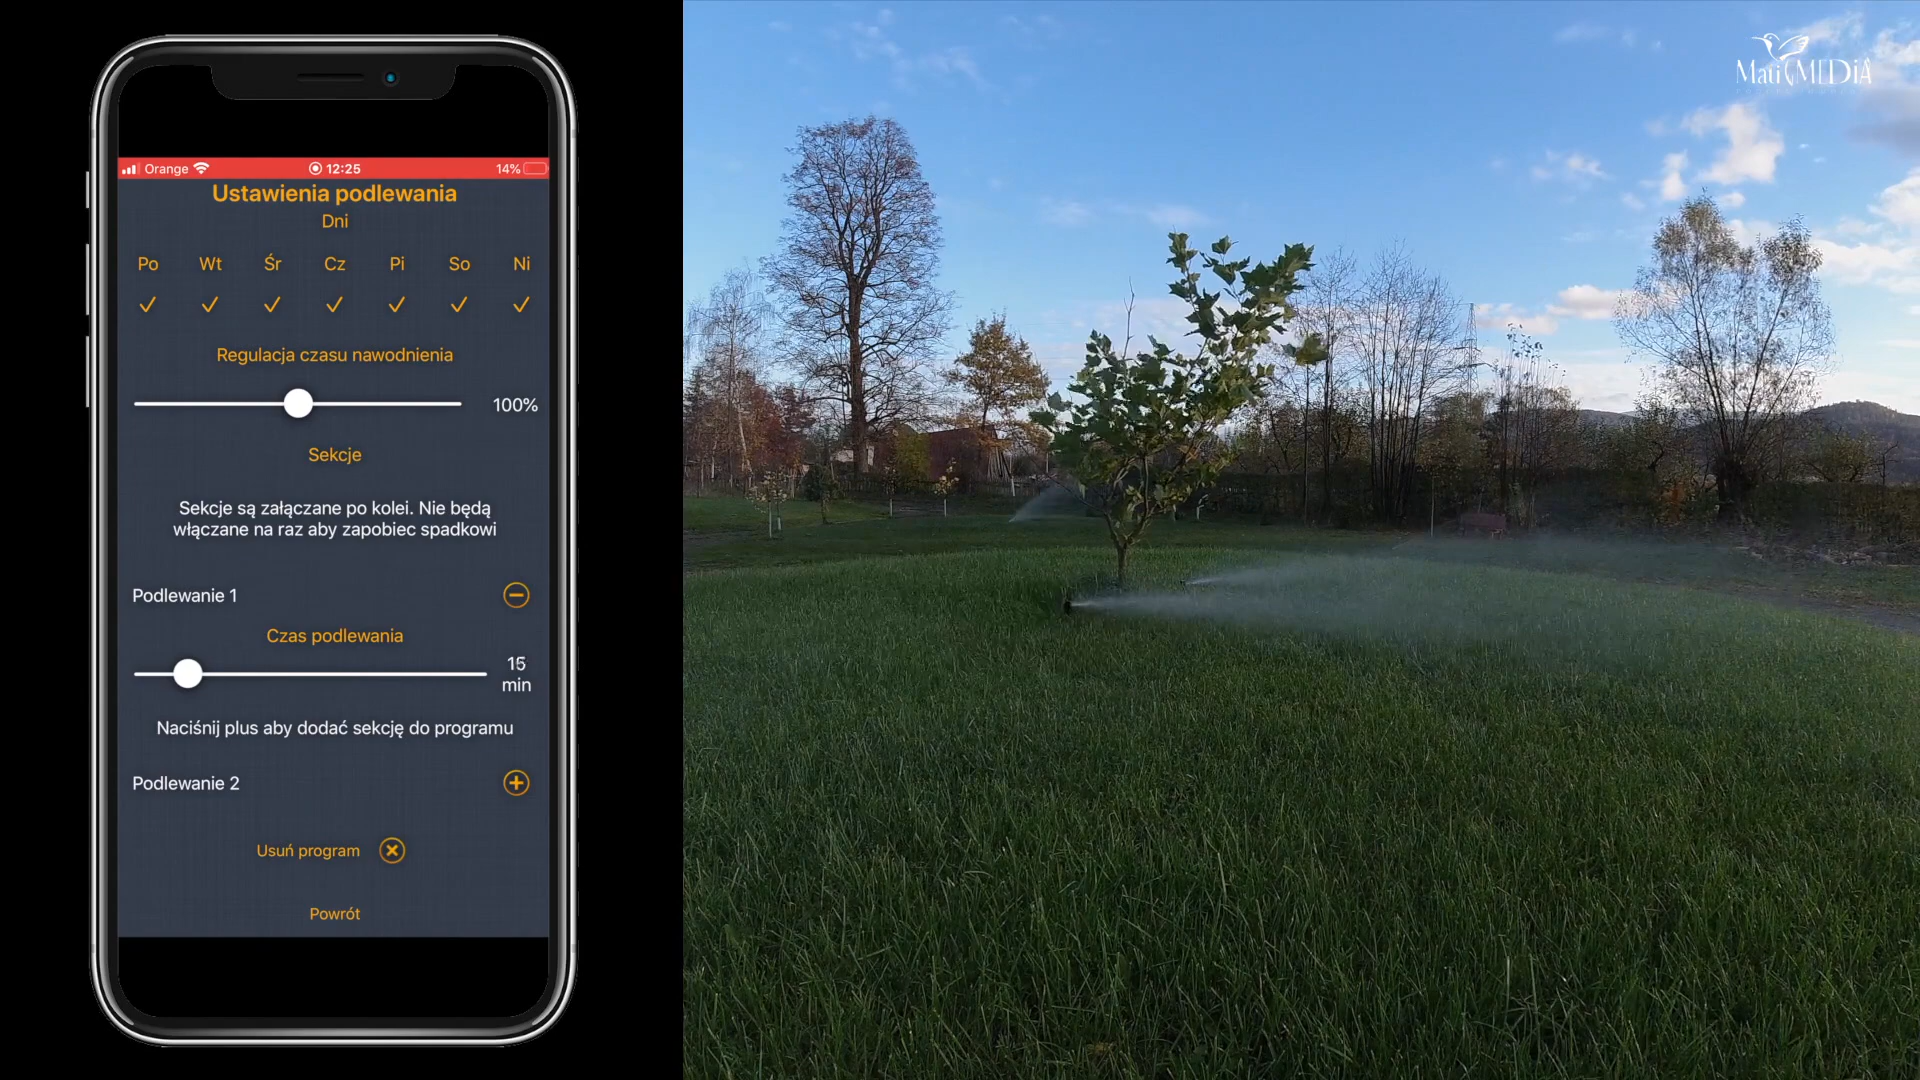 Orange 12:25 14%
Ustawienia podlewania
Dni
Po Wt Śr Cz Pi So Ni
Regulacja czasu nawodnienia
100%
Sekcje
Sekcje są załączane po kolei. Nie będą
włączane na raz aby zapobiec spadkowi
Podlewanie 1
Czas podlewania
15
min
Naciśnij plus aby dodać sekcję do programu
Podlewanie 2
Usuń program
Powrót
Mati MEDiA